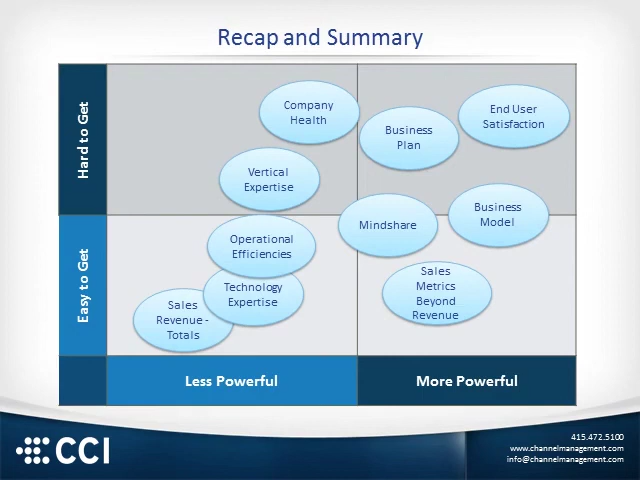 Recap and Summary
Hard to Get
Company
Health
Business
Plan
End User
Satisfaction
Vertical
Expertise
Easy to Get
Mindshare
Business
Model
Operational
Efficiencies
Technology
Expertise
Sales
Metrics
Beyond
Revenue
Sales
Revenue -
Totals
Less Powerful
More Powerful
CCI
415.472.5100
www.channelmanagement.com
info@channelmanagement.com